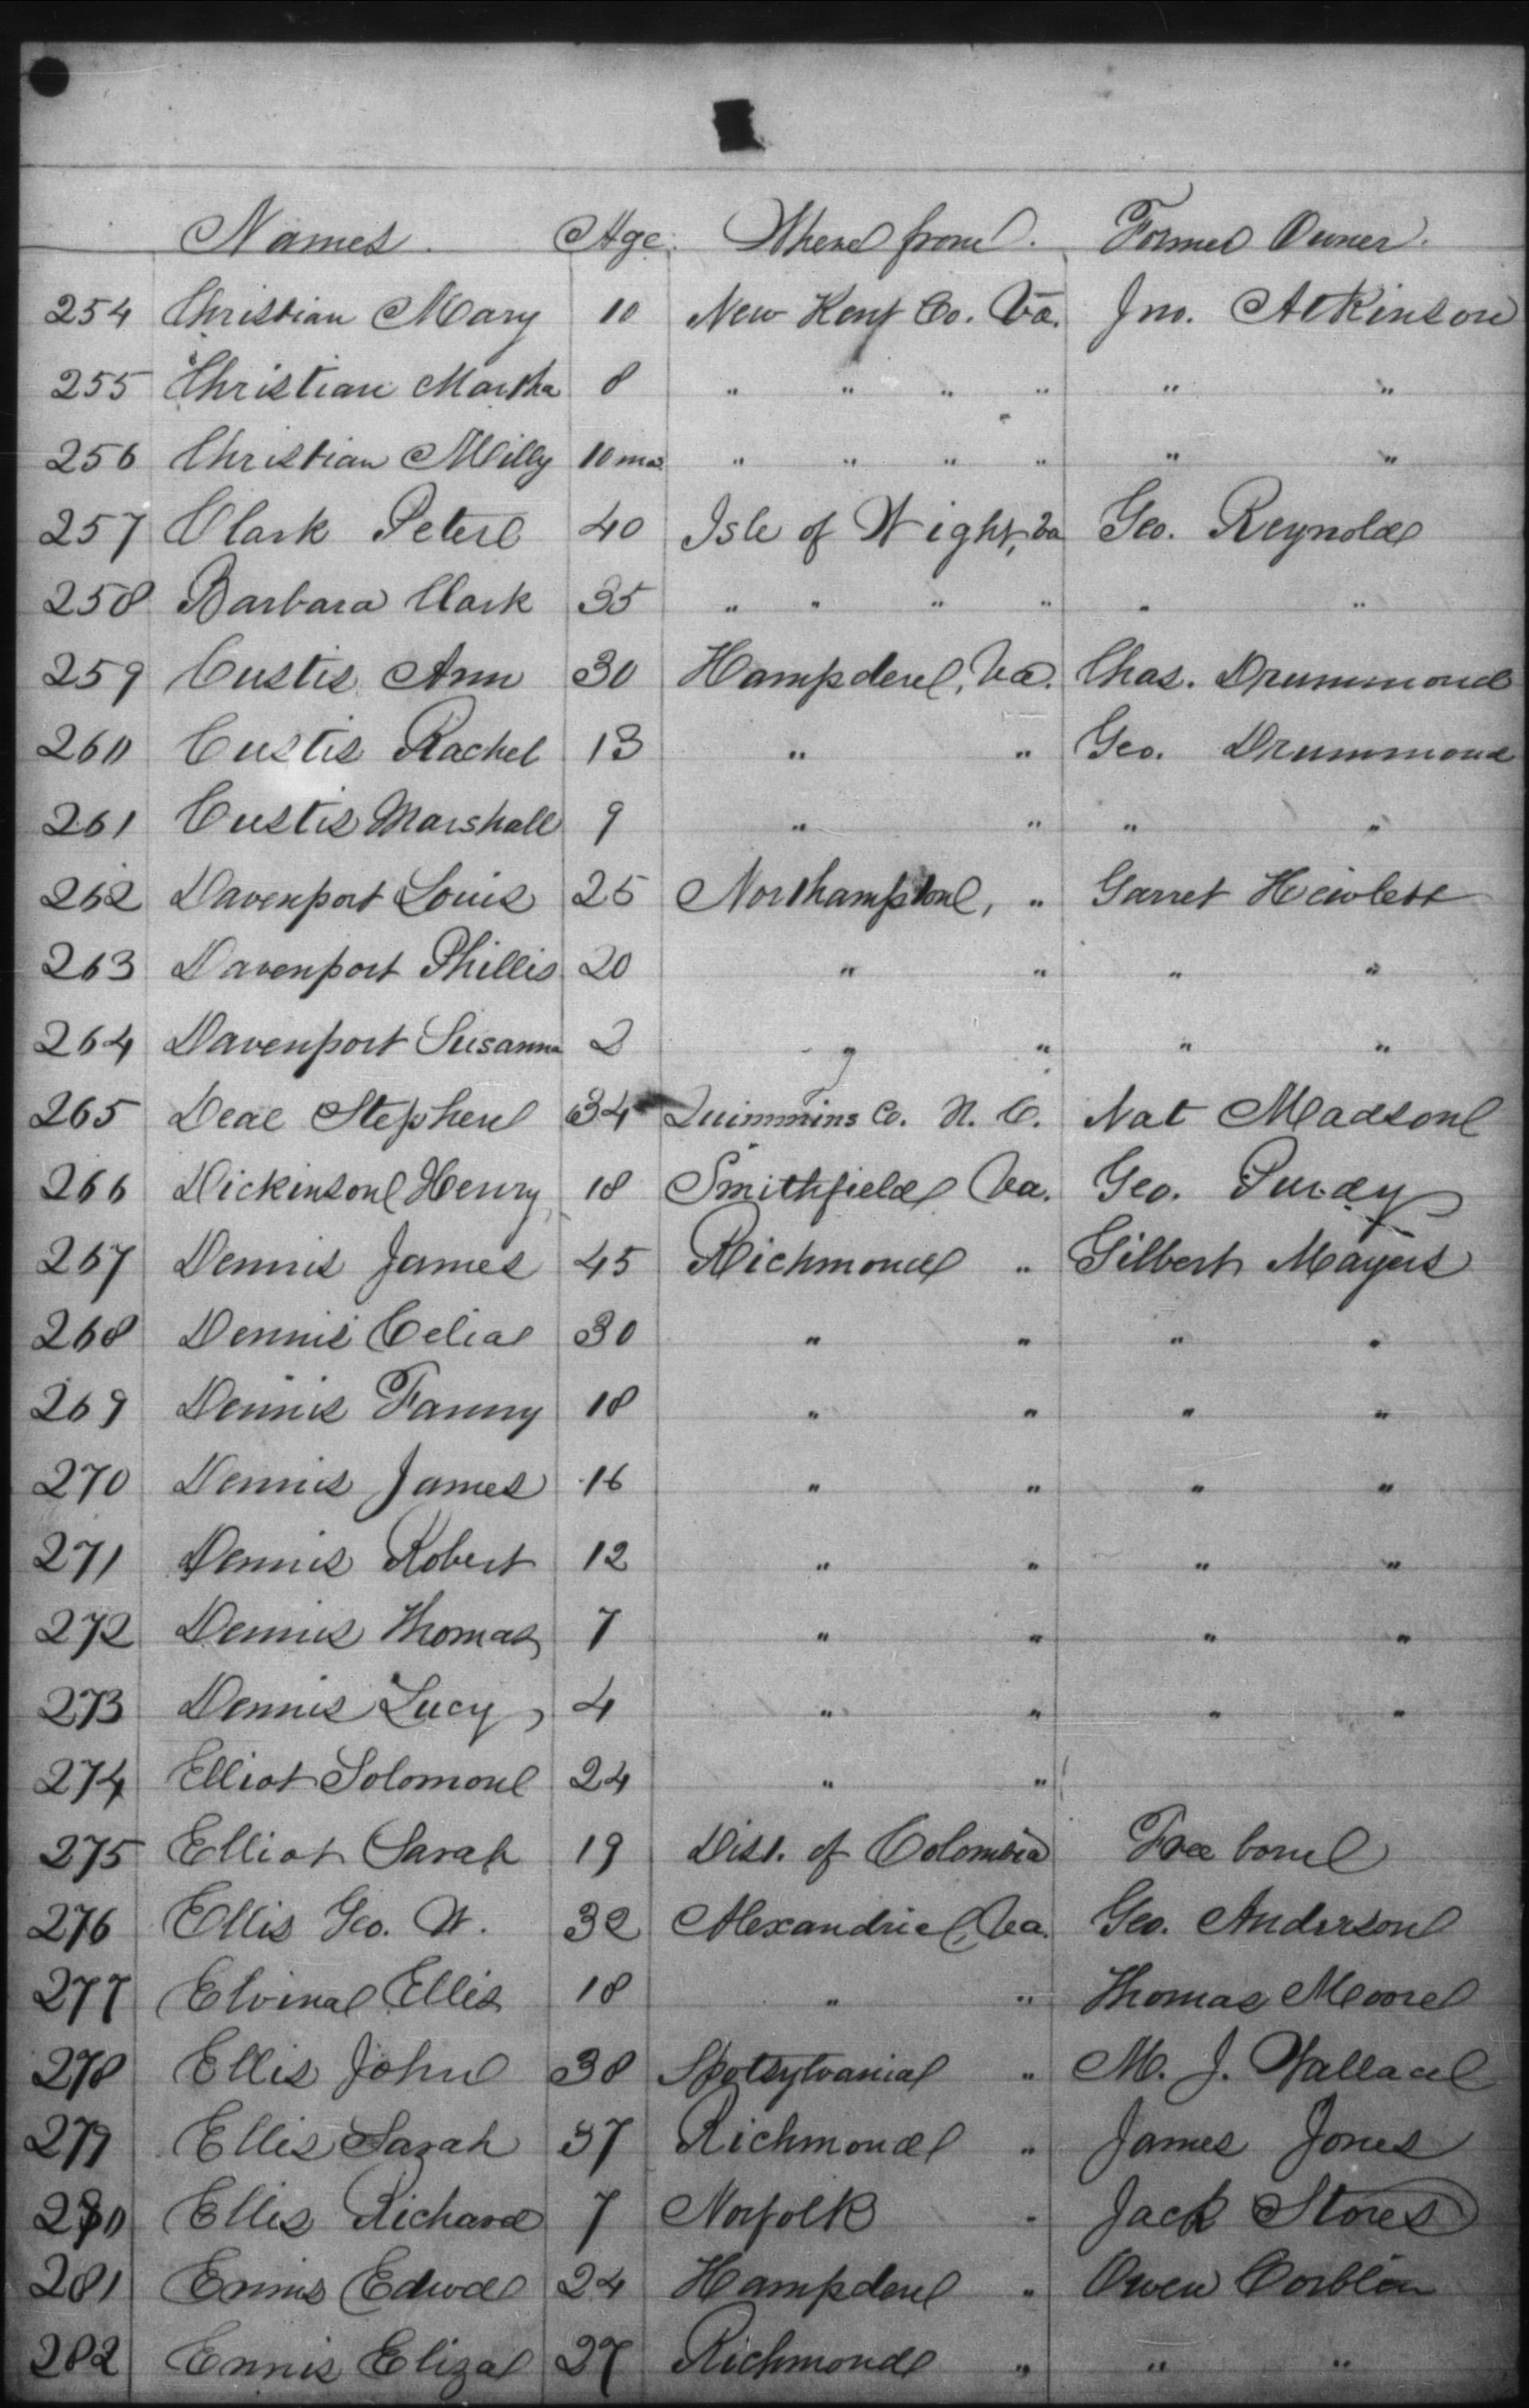 Names. Age. Where from. Former Owner.
254 Christian Mary 10 New Kent Co. Va. Jno. Atkinson
255 Christian Martha 8 " " " " " "
256 Christian Milly 10 mos. " " " " " "
257 Clark Peter 40 Isle of Wight, Va Geo. Reynold
258 Barbara Clark 35 " " " " " "
259 Custis Ann 30 Hampden, Va. Chas. Drummond
260 Custis Rachel 13 " " Geo. Drummond
261 Custis Marshall 9 " " " "
262 Davenport Louis 25 Northampton, " Garret Hewlett
263 Davenport Phillis 20 " " " "
264 Davenport Susanna 2 " " " "
265 Deal Stephen 34 Quimmins Co. N. C. Nat Madson
266 Dickinson Henry 18 Smithfield Va. Geo. Purdy
267 Dennis James 45 Richmond " Gilbert Mayers
268 Dennis Celia 30 " " " "
269 Dennis Fanny 18 " " " "
270 Dennis James 16 " " " "
271 Dennis Robert 12 " " " "
272 Dennis Thomas 7 " " " "
273 Dennis Lucy 4 " " " "
274 Elliot Solomon 24 " "
275 Elliot Sarah 19 Dist. of Colombia Free born
276 Ellis Geo. W. 32 Alexandria, Va. Geo. Anderson
277 Elvina Ellis 18 " " Thomas Moore
278 Ellis John 38 Spotsylvania " M. J. Wallace
279 Ellis Sarah 37 Richmond " James Jones
280 Ellis Richard 7 Norfolk " Jack Stores
281 Ennis Edwd 24 Hampden " Owen
282 Ennis Eliza 27 Richmond " " "